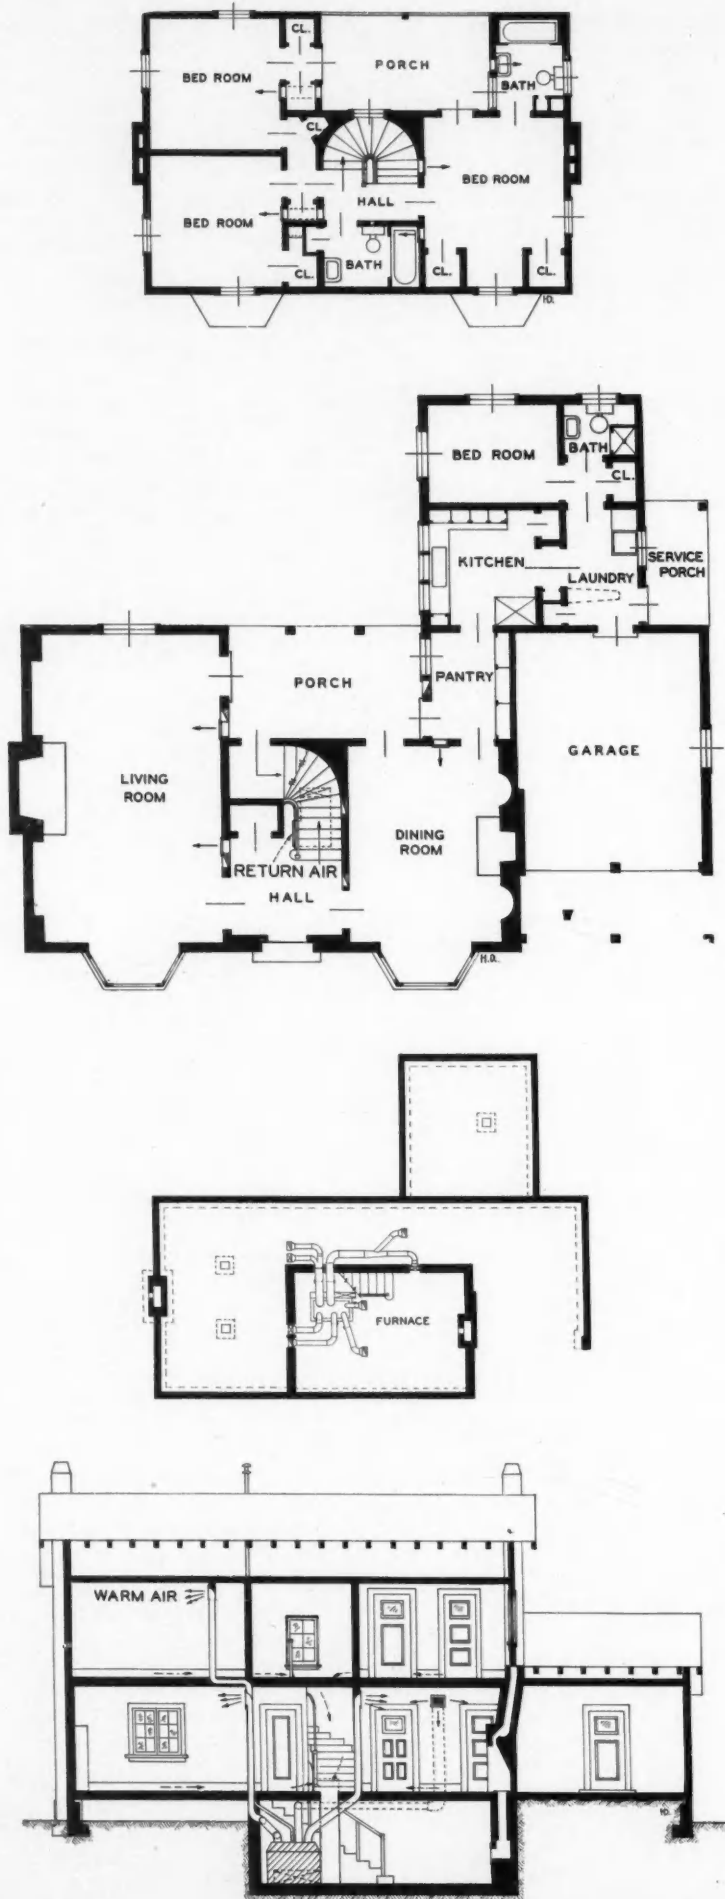 CL.
BED ROOM
PORCH
BATH
CL.
BED ROOM
HALL
BED ROOM
BATH
CL.
CL.
CL.
H.D.
BED ROOM
BATH
CL.
KITCHEN
LAUNDRY
SERVICE
PORCH
PORCH
PANTRY
LIVING
ROOM
GARAGE
DINING
ROOM
RETURN AIR
HALL
H.D.
FURNACE
WARM AIR
HD.